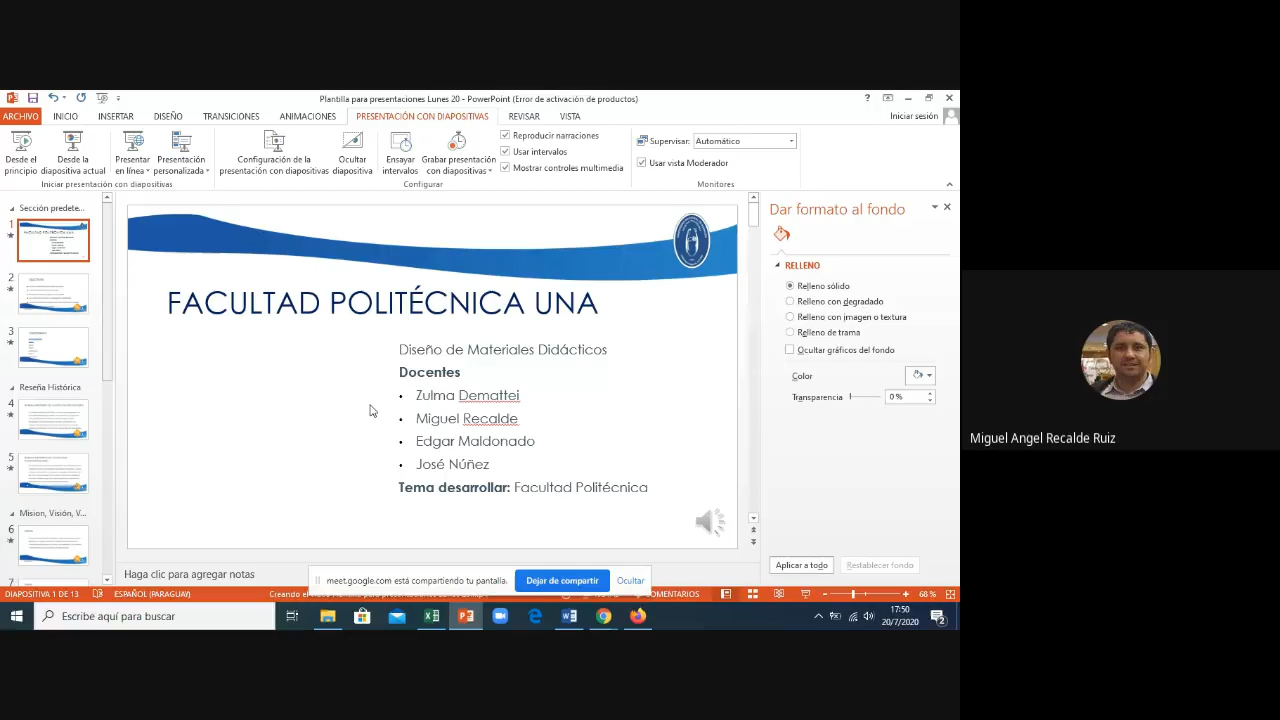 Plantilla para presentaciones Lunes 20 - PowerPoint (Error de activación de productos)
ARCHIVO INICIO INSERTAR DISEÑO TRANSICIONES ANIMACIONES PRESENTACIÓN CON DIAPOSITIVAS REVISAR VISTA Iniciar sesión
Desde el principio
Desde la diapositiva actual
Presentar en línea
Presentación personalizada
Iniciar presentación con diapositivas
Configuración de la presentación con diapositivas
Ocultar diapositiva
Ensayar intervalos
Grabar presentación con diapositivas
Reproducir narraciones
Usar intervalos
Mostrar controles multimedia
Configurar
Supervisar: Automático
Usar vista Moderador
Monitores
Sección predete...
1
2
3
Reseña Histórica
4
5
Mision, Visión, V...
6
7
FACULTAD POLITÉCNICA UNA
Diseño de Materiales Didácticos
Docentes
• Zulma Demattei
• Miguel Recalde
• Edgar Maldonado
• José Núñez
Tema desarrollar: Facultad Politécnica
Dar formato al fondo
RELLENO
Relleno sólido
Relleno con degradado
Relleno con imagen o textura
Relleno de trama
Ocultar gráficos del fondo
Color
Transparencia 0 %
Aplicar a todo Restablecer fondo
Miguel Angel Recalde Ruiz
Haga clic para agregar notas
meet.google.com está compartiendo tu pantalla. Dejar de compartir Ocultar
DIAPOSITIVA 1 DE 13 ESPAÑOL (PARAGUAY) COMENTARIOS 68 %
Escribe aquí para buscar
17:50
20/7/2020
2